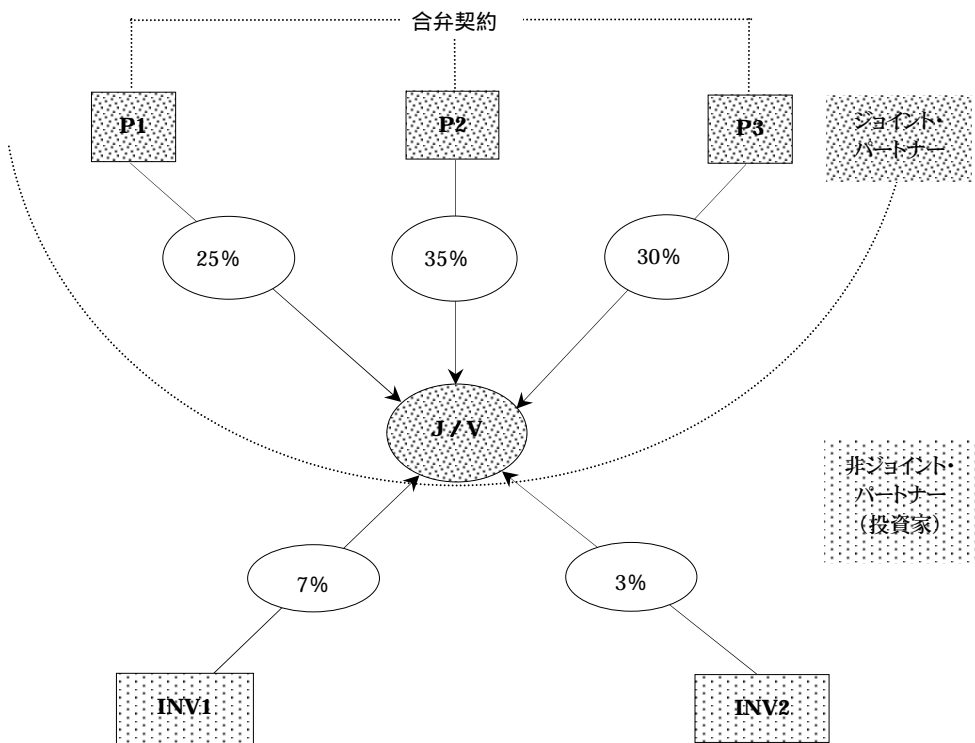 合弁契約
P1
P2
P3
ジョイント・
パートナー
25%
35%
30%
J/V
非ジョイント・
パートナー
（投資家）
7%
3%
INV1
INV2